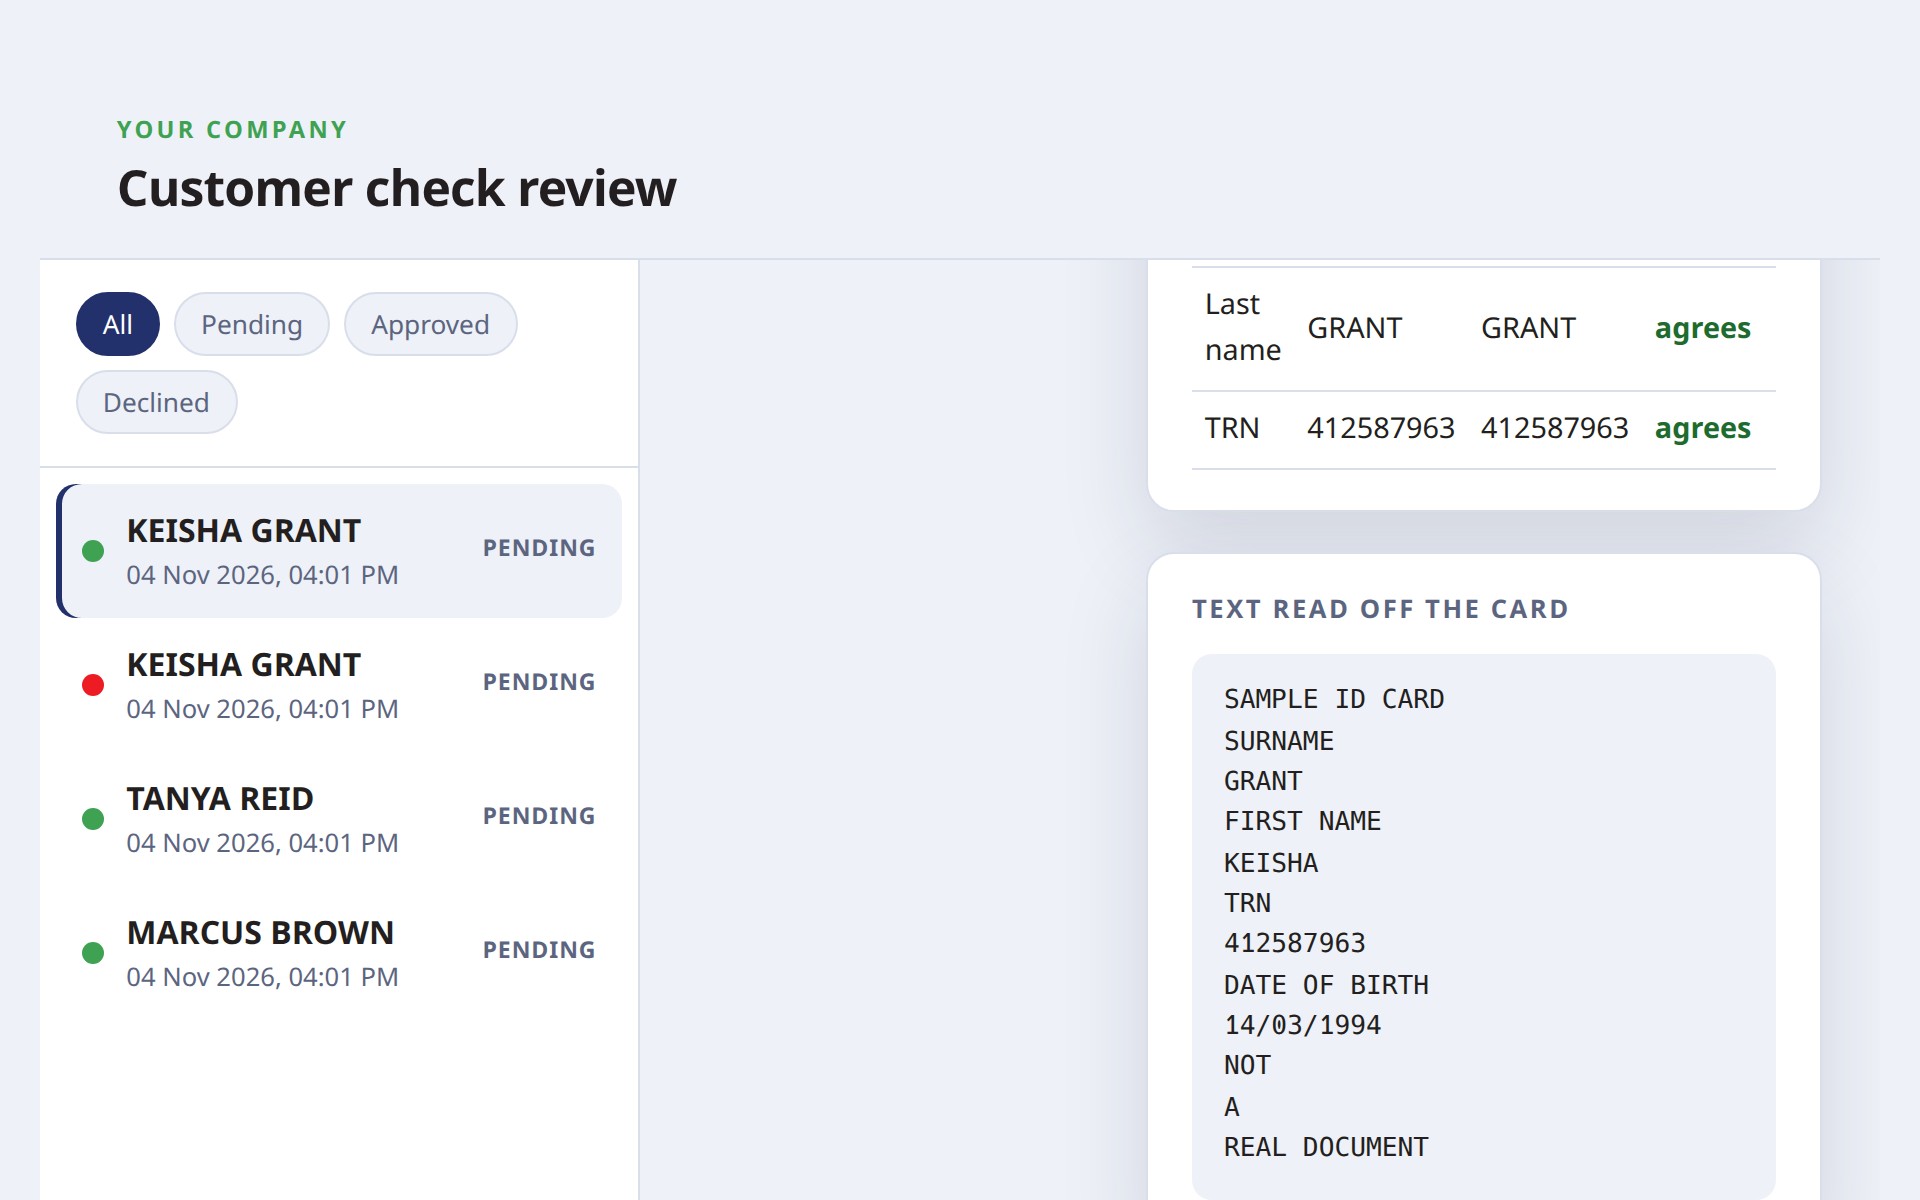 YOUR COMPANY
Customer check review
All
Pending
Approved
Declined
KEISHA GRANT
04 Nov 2026, 04:01 PM
PENDING
KEISHA GRANT
04 Nov 2026, 04:01 PM
PENDING
TANYA REID
04 Nov 2026, 04:01 PM
PENDING
MARCUS BROWN
04 Nov 2026, 04:01 PM
PENDING
Last name GRANT GRANT agrees
TRN 412587963 412587963 agrees
TEXT READ OFF THE CARD
SAMPLE ID CARD
SURNAME
GRANT
FIRST NAME
KEISHA
TRN
412587963
DATE OF BIRTH
14/03/1994
NOT
A
REAL DOCUMENT